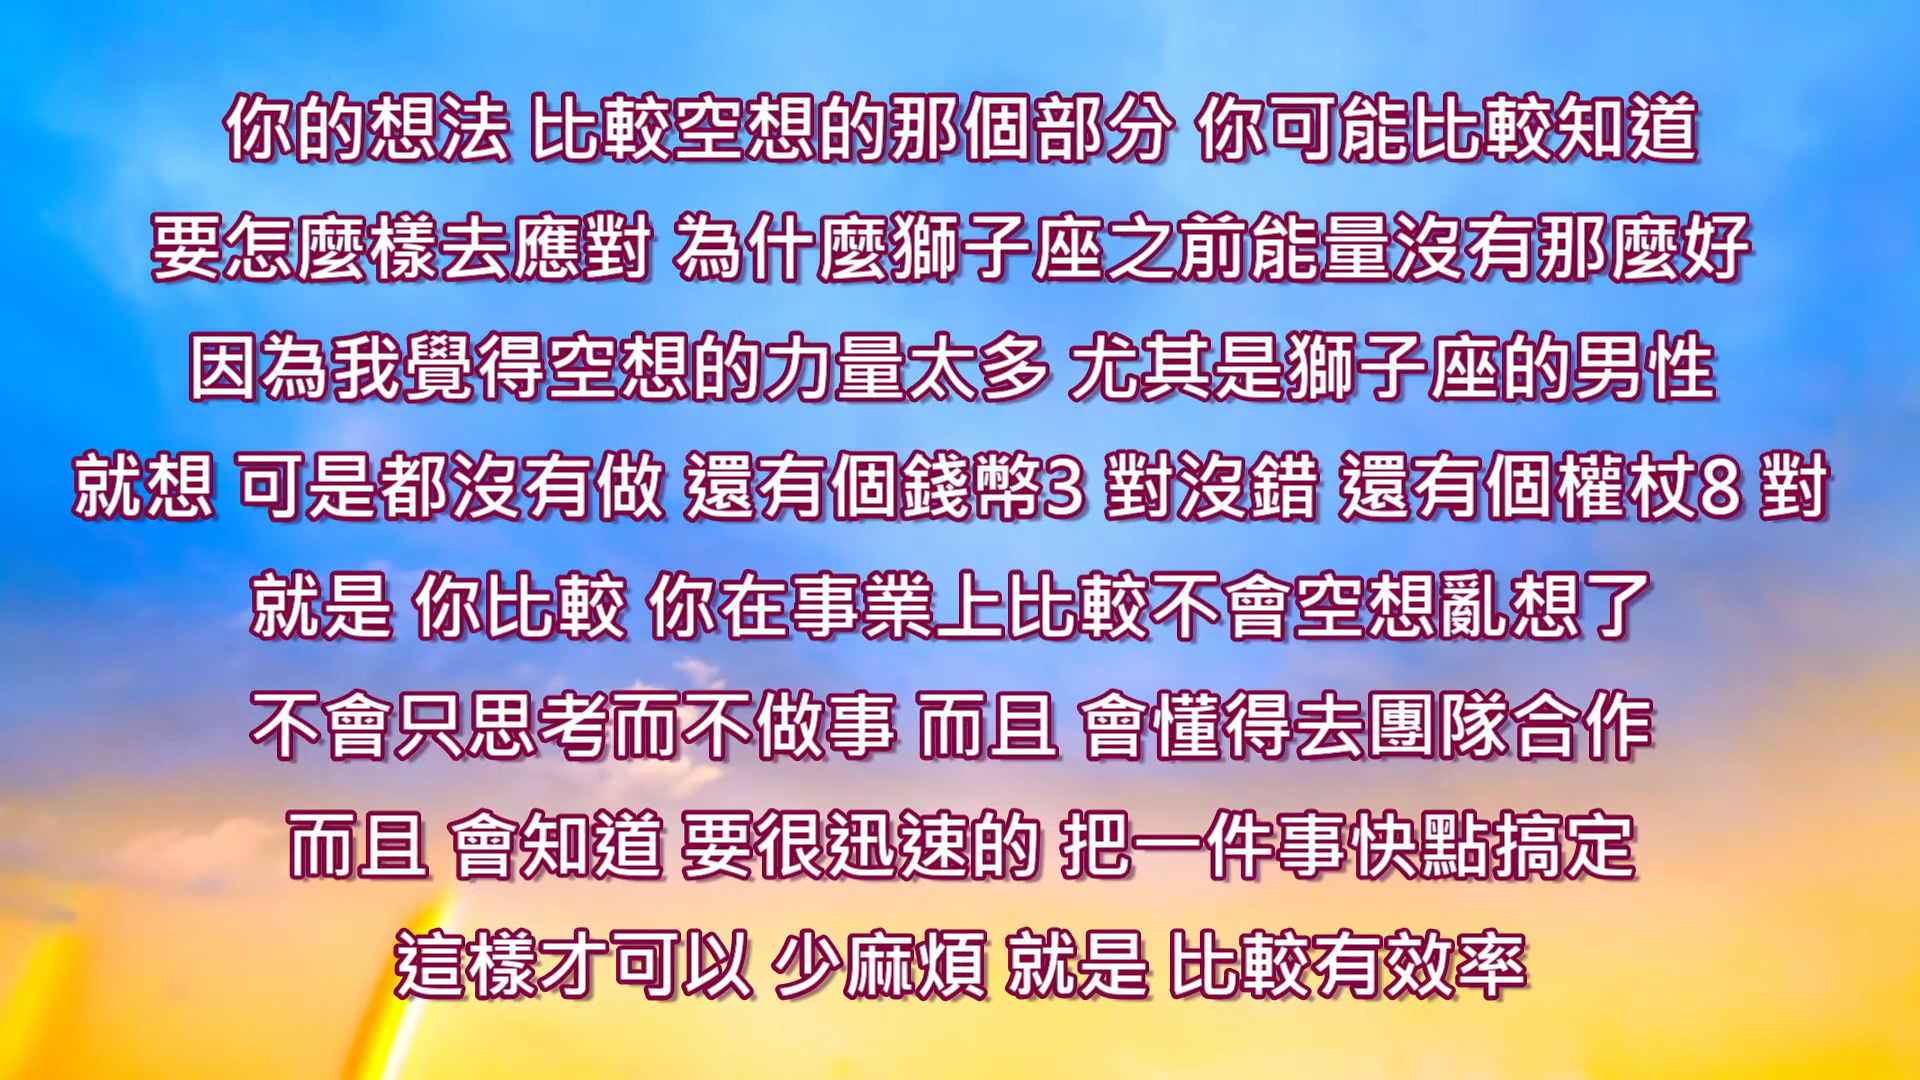 你的想法 比較空想的那個部分 你可能比較知道
要怎麼樣去應對 為什麼獅子座之前能量沒有那麼好
因為我覺得空想的力量太多 尤其是獅子座的男性
就想 可是都沒有做 還有個錢幣3 對沒錯 還有個權杖8 對
就是 你比較 你在事業上比較不會空想亂想了
不會只思考而不做事 而且 會懂得去團隊合作
而且 會知道 要很迅速的 把一件事快點搞定
這樣才可以 少麻煩 就是 比較有效率